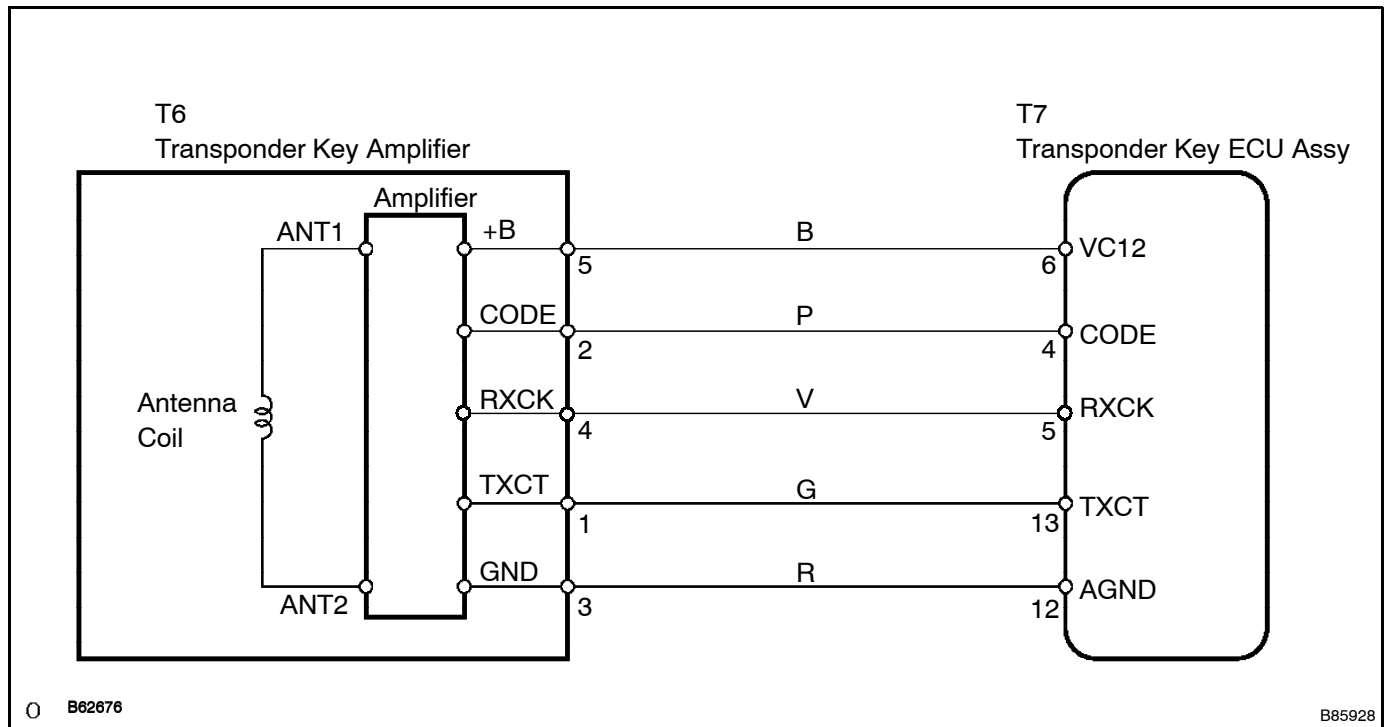 T6
Transponder Key Amplifier
T7
Transponder Key ECU Assy
Amplifier
ANT1
+B
5
B
6
VC12
CODE
2
P
4
CODE
Antenna
Coil
RXCK
4
V
5
RXCK
TXCT
1
G
13
TXCT
ANT2
GND
3
R
12
AGND
O B62676
B85928